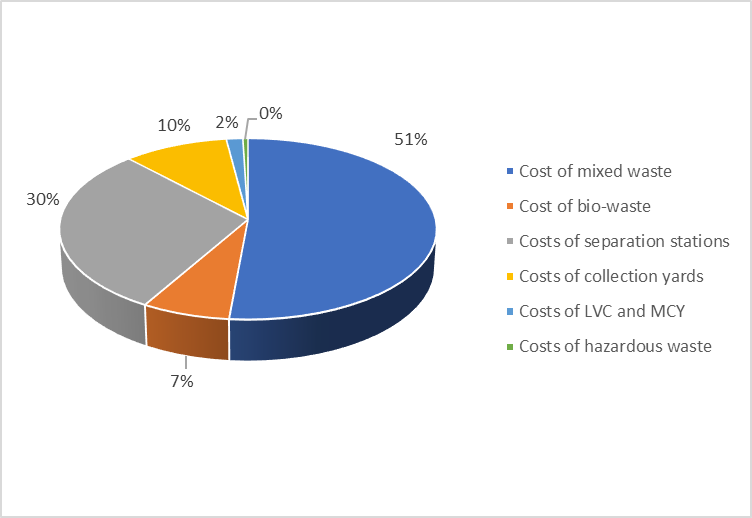 0%
2%
10%
51%
30%
7%
Cost of mixed waste
Cost of bio-waste
Costs of separation stations
Costs of collection yards
Costs of LVC and MCY
Costs of hazardous waste